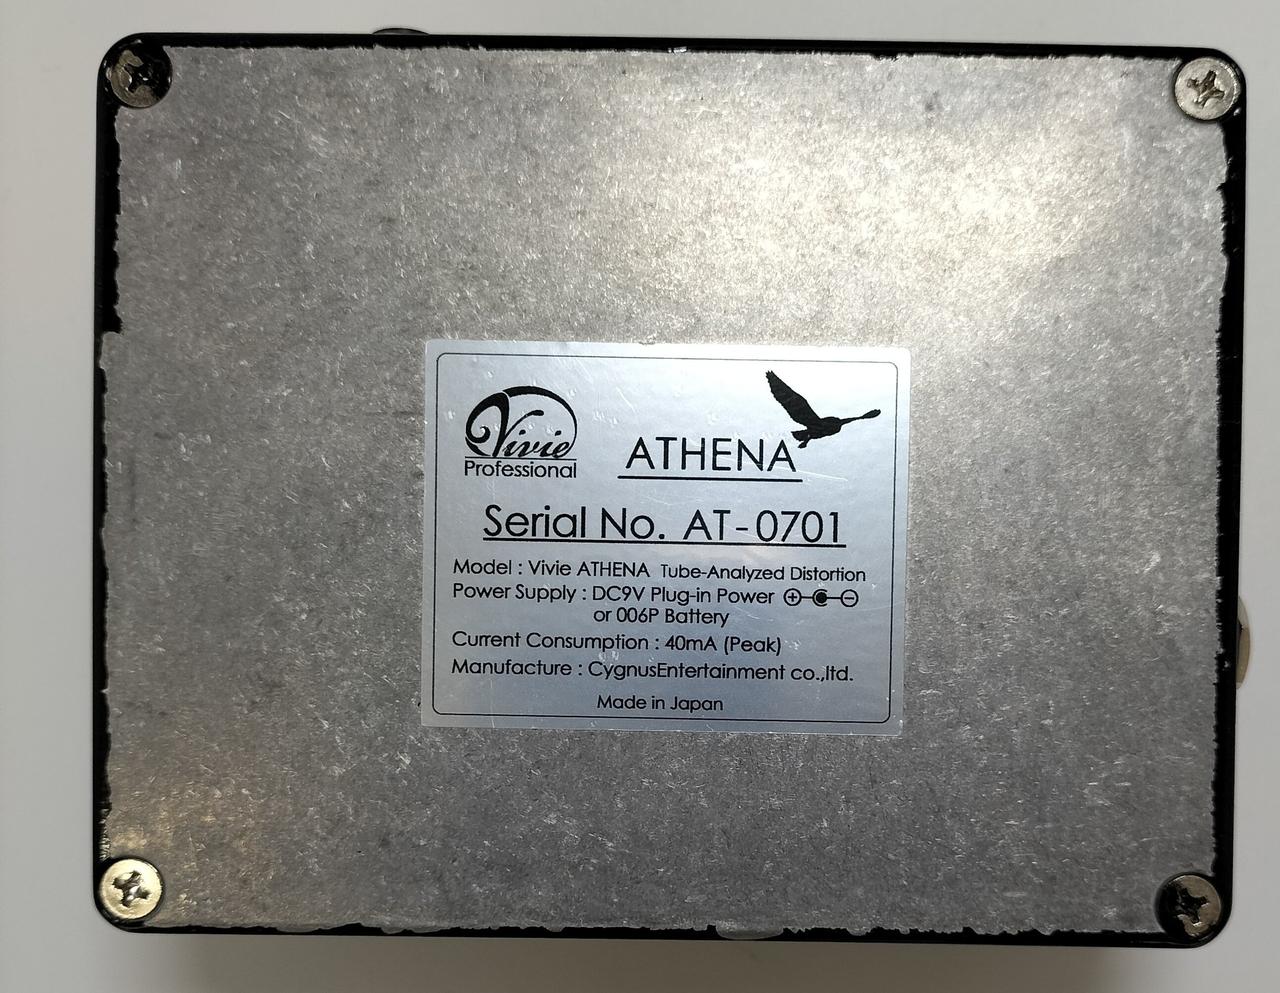 Vivie
Professional
ATHENA
Serial No. AT-0701
Model : Vivie ATHENA Tube-Analyzed Distortion
Power Supply : DC9V Plug-in Power
or 006P Battery
Current Consumption : 40mA (Peak)
Manufacture : CygnusEntertainment co.,ltd.
Made in Japan